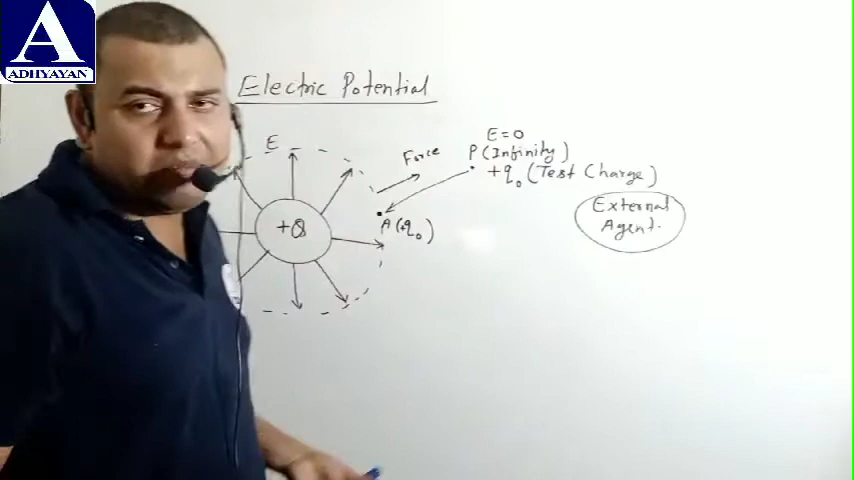 A
ADHYAYAN
Electric Potential
E
E=0
Force
P (Infinity)
+q₀ (Test Charge)
External
Agent.
+Q
A (+q₀)